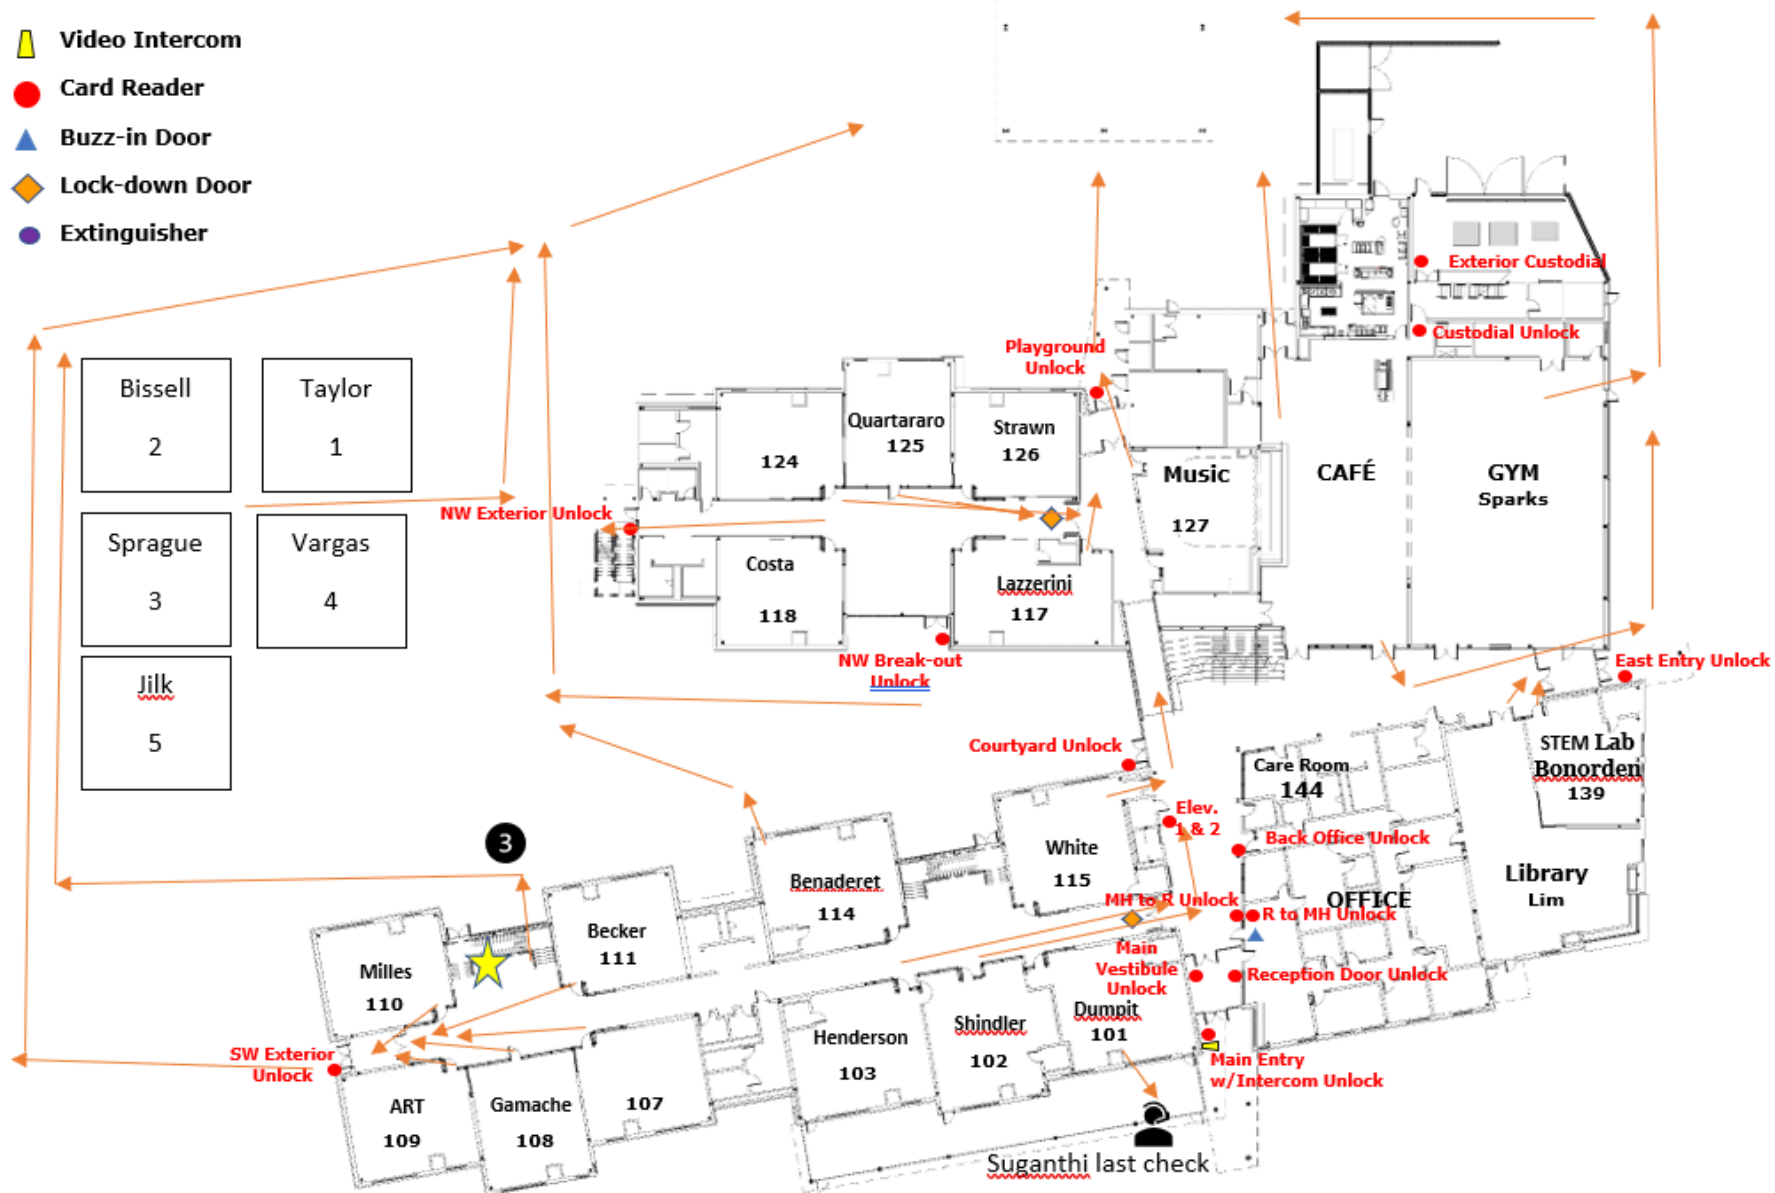 Video Intercom
Card Reader
Buzz-in Door
Lock-down Door
Extinguisher
Bissell
2
Taylor
1
Sprague
3
Vargas
4
Jilk
5
Exterior Custodial
Custodial Unlock
Playground
Unlock
Quartararo
125
Strawn
126
124
Music
127
CAFÉ
GYM
Sparks
NW Exterior Unlock
Costa
118
Lazzerini
117
NW Break-out
Unlock
East Entry Unlock
Courtyard Unlock
Care Room
144
STEM Lab
Bonorden
139
Elev.
1 & 2
Back Office Unlock
3
White
115
Benaderet
114
Library
Lim
OFFICE
MH to R Unlock
R to MH Unlock
Becker
111
Milles
110
Main
Vestibule
Unlock
Reception Door Unlock
Dumpit
101
Shindler
102
Henderson
103
SW Exterior
Unlock
Main Entry
w/Intercom Unlock
ART
109
Gamache
108
107
Suganthi last check